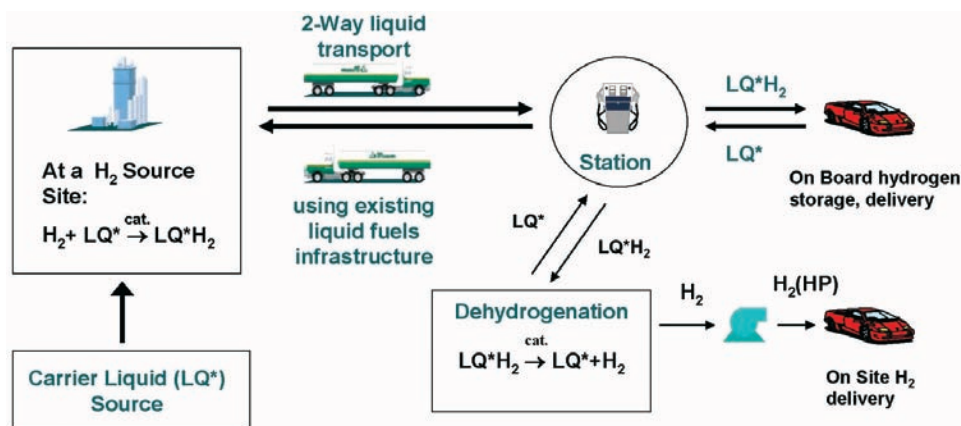 2-Way liquid
transport
At a H₂ Source
Site:
cat.
H₂+ LQ* → LQ*H₂
using existing
liquid fuels
infrastructure
Station
LQ*H₂
LQ*
On Board hydrogen
storage, delivery
LQ*
LQ*H₂
Dehydrogenation
cat.
LQ*H₂ → LQ*+H₂
H₂
H₂(HP)
On Site H₂
delivery
Carrier Liquid (LQ*)
Source